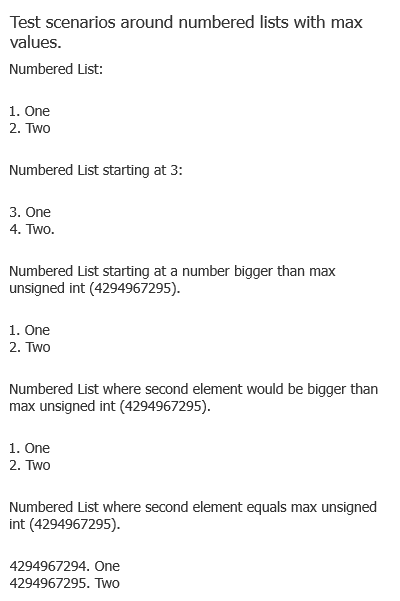 Test scenarios around numbered lists with max
values.
Numbered List:
1. One
2. Two
Numbered List starting at 3:
3. One
4. Two.
Numbered List starting at a number bigger than max
unsigned int (4294967295).
1. One
2. Two
Numbered List where second element would be bigger than
max unsigned int (4294967295).
1. One
2. Two
Numbered List where second element equals max unsigned
int (4294967295).
4294967294. One
4294967295. Two